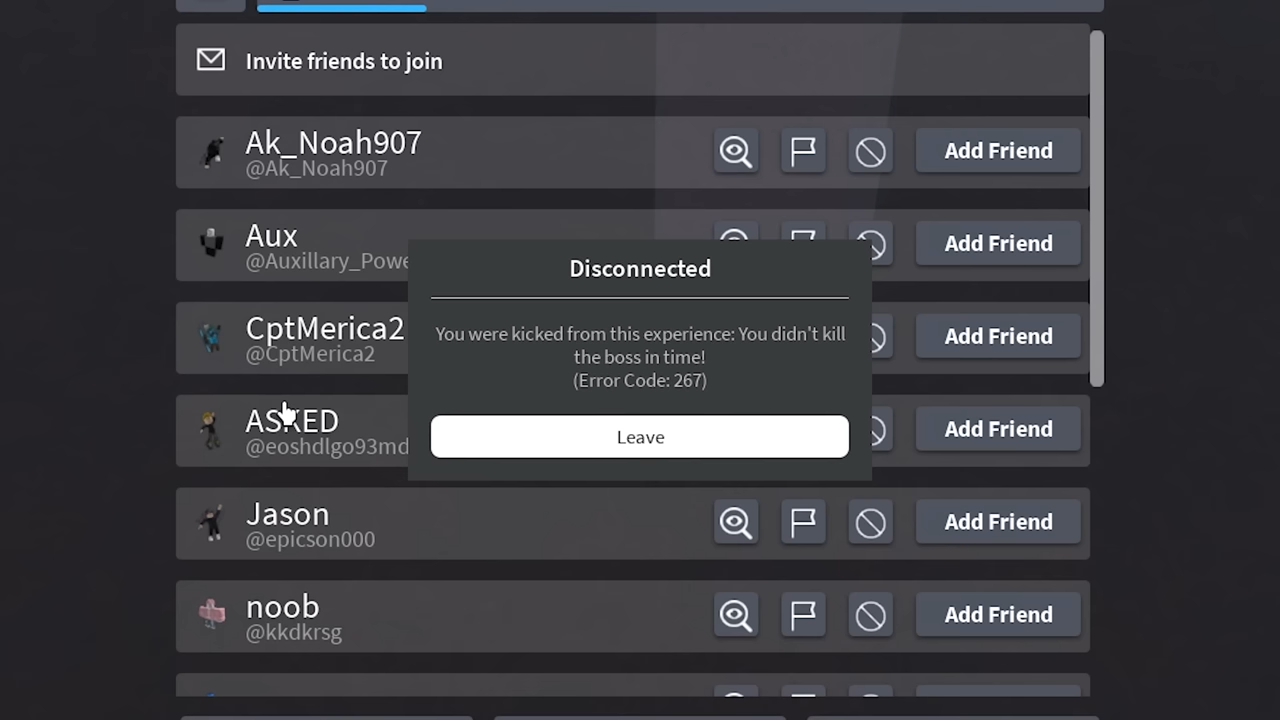 Invite friends to join
Ak_Noah907
@Ak_Noah907
Add Friend
Aux
@Auxillary_Powe
Add Friend
CptMerica2
@CptMerica2
Add Friend
ASKED
@eoshdlgo93md
Add Friend
Disconnected
You were kicked from this experience: You didn't kill
the boss in time!
(Error Code: 267)
Leave
Jason
@epicson000
Add Friend
noob
@kkdkrsg
Add Friend